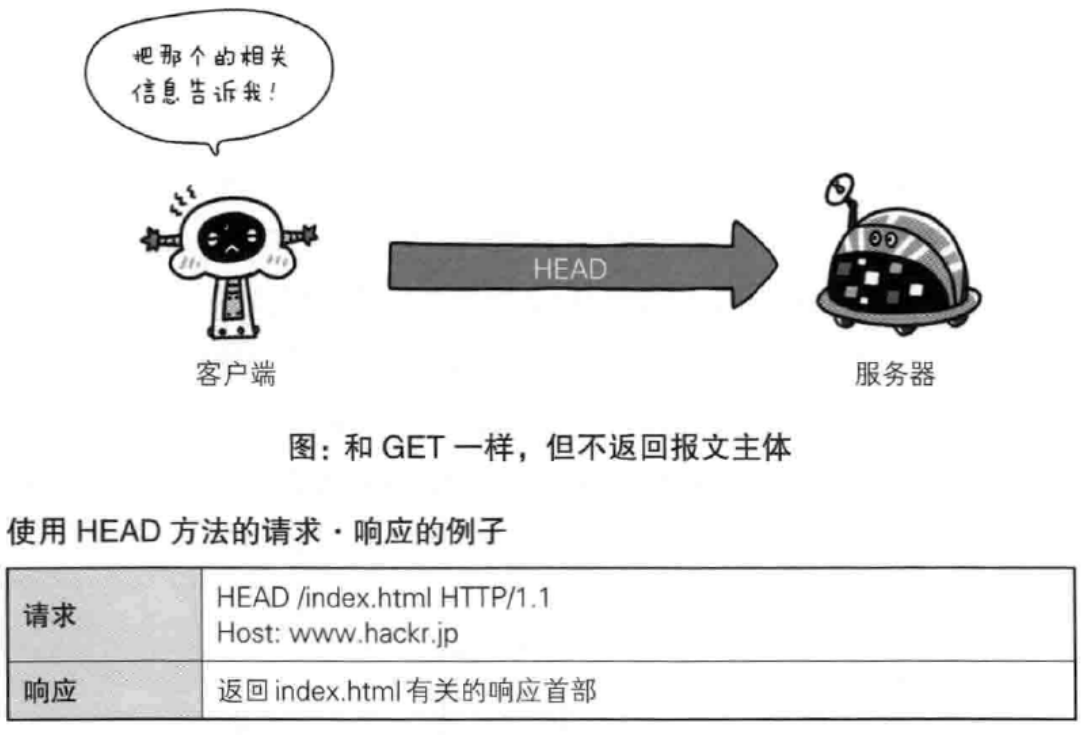 把那个的相关
信息告诉我!
HEAD
客户端
服务器
图:和 GET 一样,但不返回报文主体
使用 HEAD 方法的请求・响应的例子
请求
HEAD /index.html HTTP/1.1
Host: www.hackr.jp
响应
返回 index.html 有关的响应首部